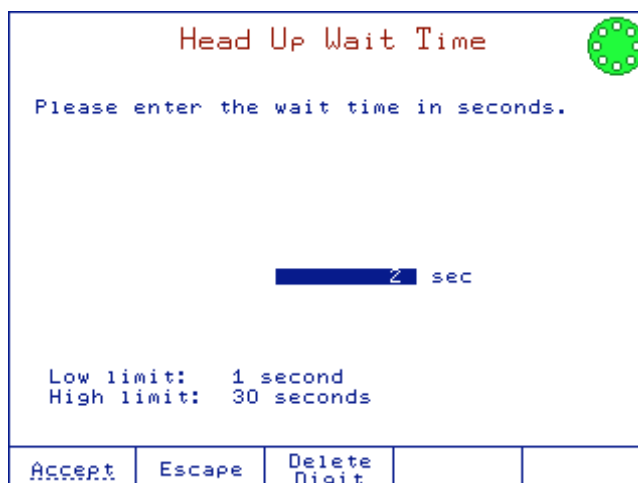 Head Up Wait Time
Please enter the wait time in seconds.
2 sec
Low limit: 1 second
High limit: 30 seconds
Accept
Escape
Delete
Digit